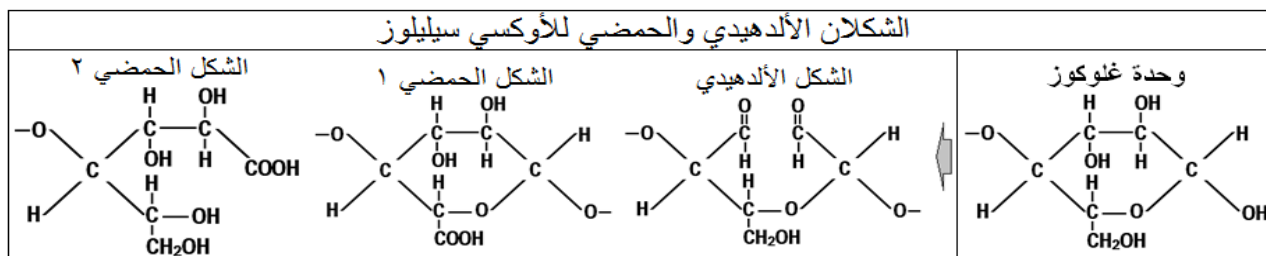 الشكلان الألدهيدي والحمضي للأوكسي سيليلوز
وحدة غلوكوز
H OH
–O C C H
OH H
C H C
H C O OH
CH₂OH
الشكل الألدهيدي
O O
–O C C H
H H
C H C
H C O O–
CH₂OH
الشكل الحمضي ١
H OH
–O C C H
OH H
C H C
H C O O–
COOH
الشكل الحمضي ٢
H OH
–O C C
OH H COOH
C H
H C OH
CH₂OH